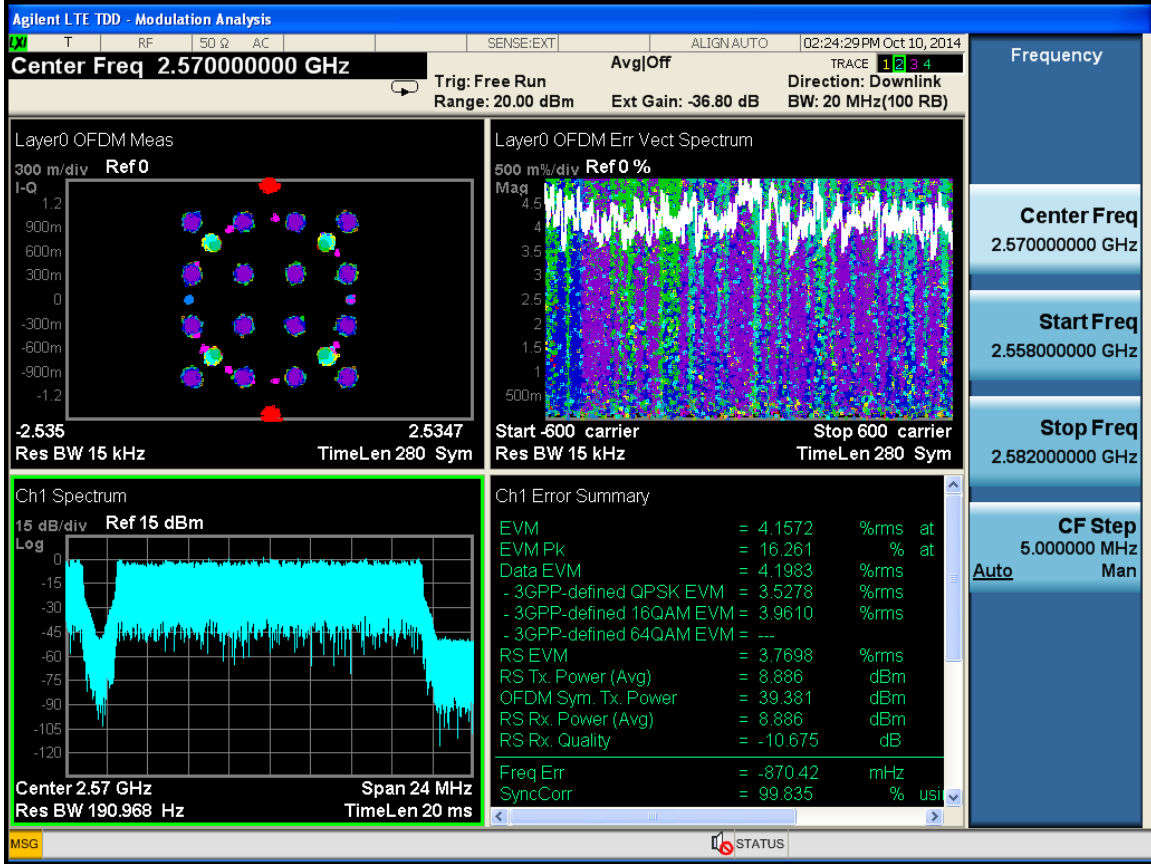 Agilent LTE TDD - Modulation Analysis
LXI T RF 50 Ω AC SENSE:EXT ALIGN AUTO 02:24:29 PM Oct 10, 2014
Center Freq 2.570000000 GHz
Trig: Free Run
Range: 20.00 dBm
Avg|Off
Ext Gain: -36.80 dB
TRACE 1 2 3 4
Direction: Downlink
BW: 20 MHz(100 RB)
Layer0 OFDM Meas
300 m/div Ref 0
I-Q
1.2
900m
600m
300m
0
-300m
-600m
-900m
-1.2
-2.535 2.5347
Res BW 15 kHz TimeLen 280 Sym
Layer0 OFDM Err Vect Spectrum
500 m%/div Ref 0 %
Mag
4.5
4
3.5
3
2.5
2
1.5
1
500m
Start -600 carrier Stop 600 carrier
Res BW 15 kHz TimeLen 280 Sym
Ch1 Spectrum
15 dB/div Ref 15 dBm
Log
0
-15
-30
-45
-60
-75
-90
-105
-120
Center 2.57 GHz Span 24 MHz
Res BW 190.968 Hz TimeLen 20 ms
Ch1 Error Summary
EVM = 4.1572 %rms at
EVM Pk = 16.261 % at
Data EVM = 4.1983 %rms
- 3GPP-defined QPSK EVM = 3.5278 %rms
- 3GPP-defined 16QAM EVM = 3.9610 %rms
- 3GPP-defined 64QAM EVM = ---
RS EVM = 3.7698 %rms
RS Tx. Power (Avg) = 8.886 dBm
OFDM Sym. Tx. Power = 39.381 dBm
RS Rx. Power (Avg) = 8.886 dBm
RS Rx. Quality = -10.675 dB
Freq Err = -870.42 mHz
SyncCorr = 99.835 % usi
Frequency
Center Freq
2.570000000 GHz
Start Freq
2.558000000 GHz
Stop Freq
2.582000000 GHz
CF Step
5.000000 MHz
Auto Man
MSG STATUS